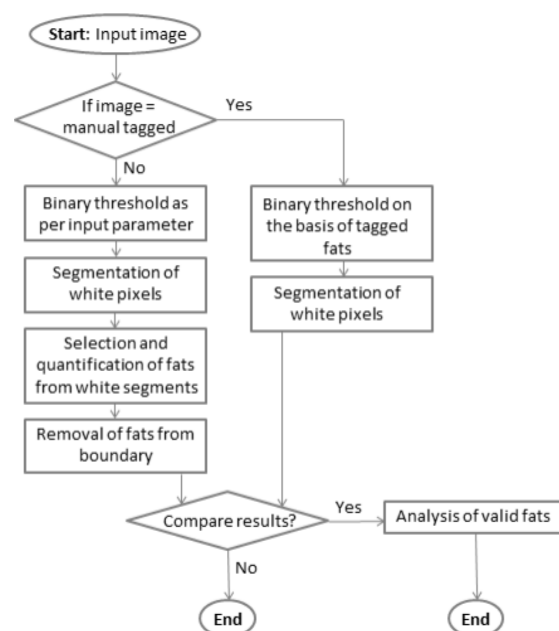 Start: Input image
If image =
manual tagged
Yes
No
Binary threshold as
per input parameter
Binary threshold on
the basis of tagged
fats
Segmentation of
white pixels
Segmentation of
white pixels
Selection and
quantification of fats
from white segments
Removal of fats from
boundary
Compare results?
Yes
Analysis of valid fats
No
End
End